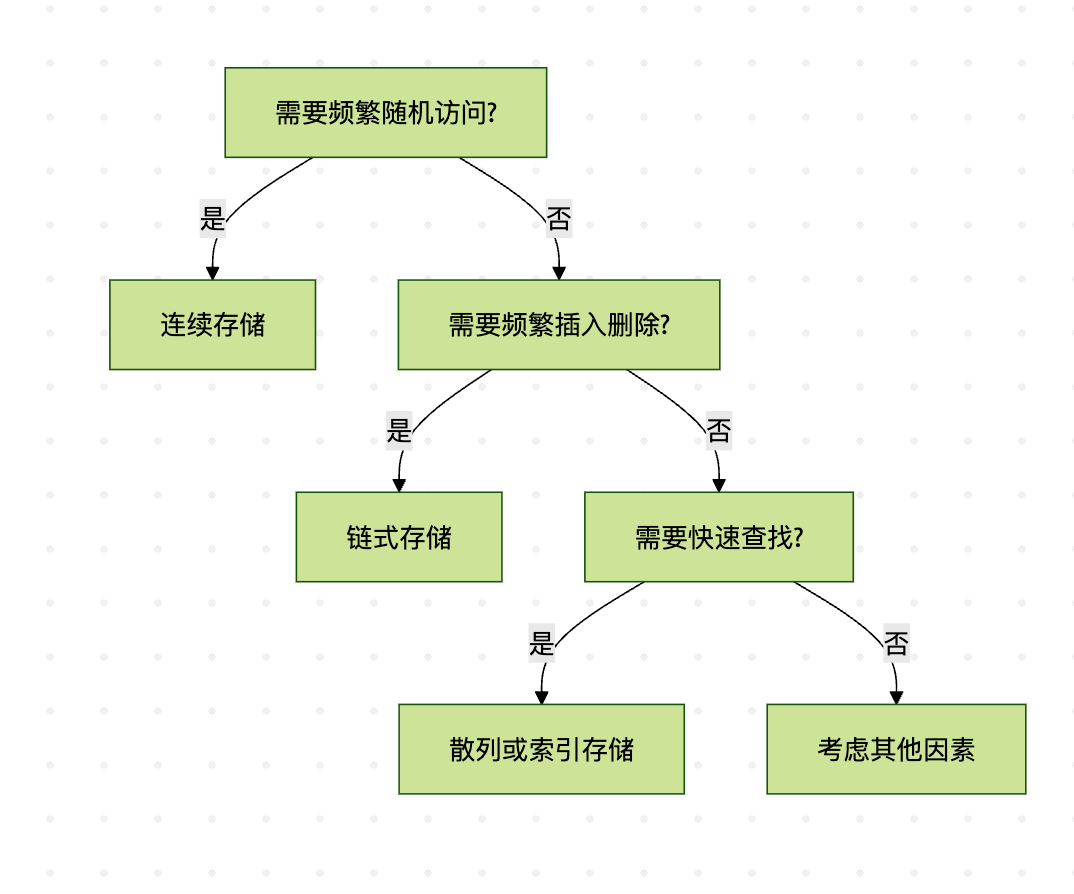 需要频繁随机访问?
是
否
连续存储
需要频繁插入删除?
是
否
链式存储
需要快速查找?
是
否
散列或索引存储
考虑其他因素